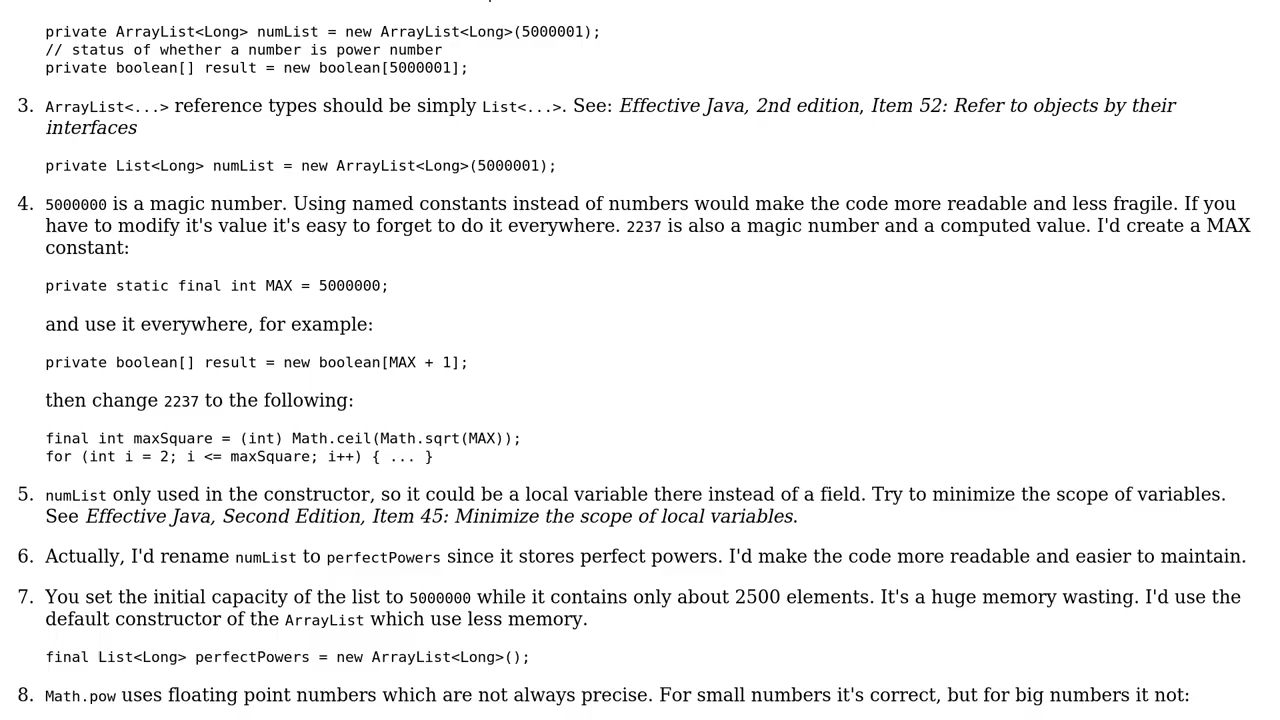 private ArrayList<Long> numList = new ArrayList<Long>(5000001);
// status of whether a number is power number
private boolean[] result = new boolean[5000001];
3. ArrayList<...> reference types should be simply List<...>. See: Effective Java, 2nd edition, Item 52: Refer to objects by their
interfaces
private List<Long> numList = new ArrayList<Long>(5000001);
4. 5000000 is a magic number. Using named constants instead of numbers would make the code more readable and less fragile. If you
have to modify it's value it's easy to forget to do it everywhere. 2237 is also a magic number and a computed value. I'd create a MAX
constant:
private static final int MAX = 5000000;
and use it everywhere, for example:
private boolean[] result = new boolean[MAX + 1];
then change 2237 to the following:
final int maxSquare = (int) Math.ceil(Math.sqrt(MAX));
for (int i = 2; i <= maxSquare; i++) { ... }
5. numList only used in the constructor, so it could be a local variable there instead of a field. Try to minimize the scope of variables.
See Effective Java, Second Edition, Item 45: Minimize the scope of local variables.
6. Actually, I'd rename numList to perfectPowers since it stores perfect powers. I'd make the code more readable and easier to maintain.
7. You set the initial capacity of the list to 5000000 while it contains only about 2500 elements. It's a huge memory wasting. I'd use the
default constructor of the ArrayList which use less memory.
final List<Long> perfectPowers = new ArrayList<Long>();
8. Math.pow uses floating point numbers which are not always precise. For small numbers it's correct, but for big numbers it not: